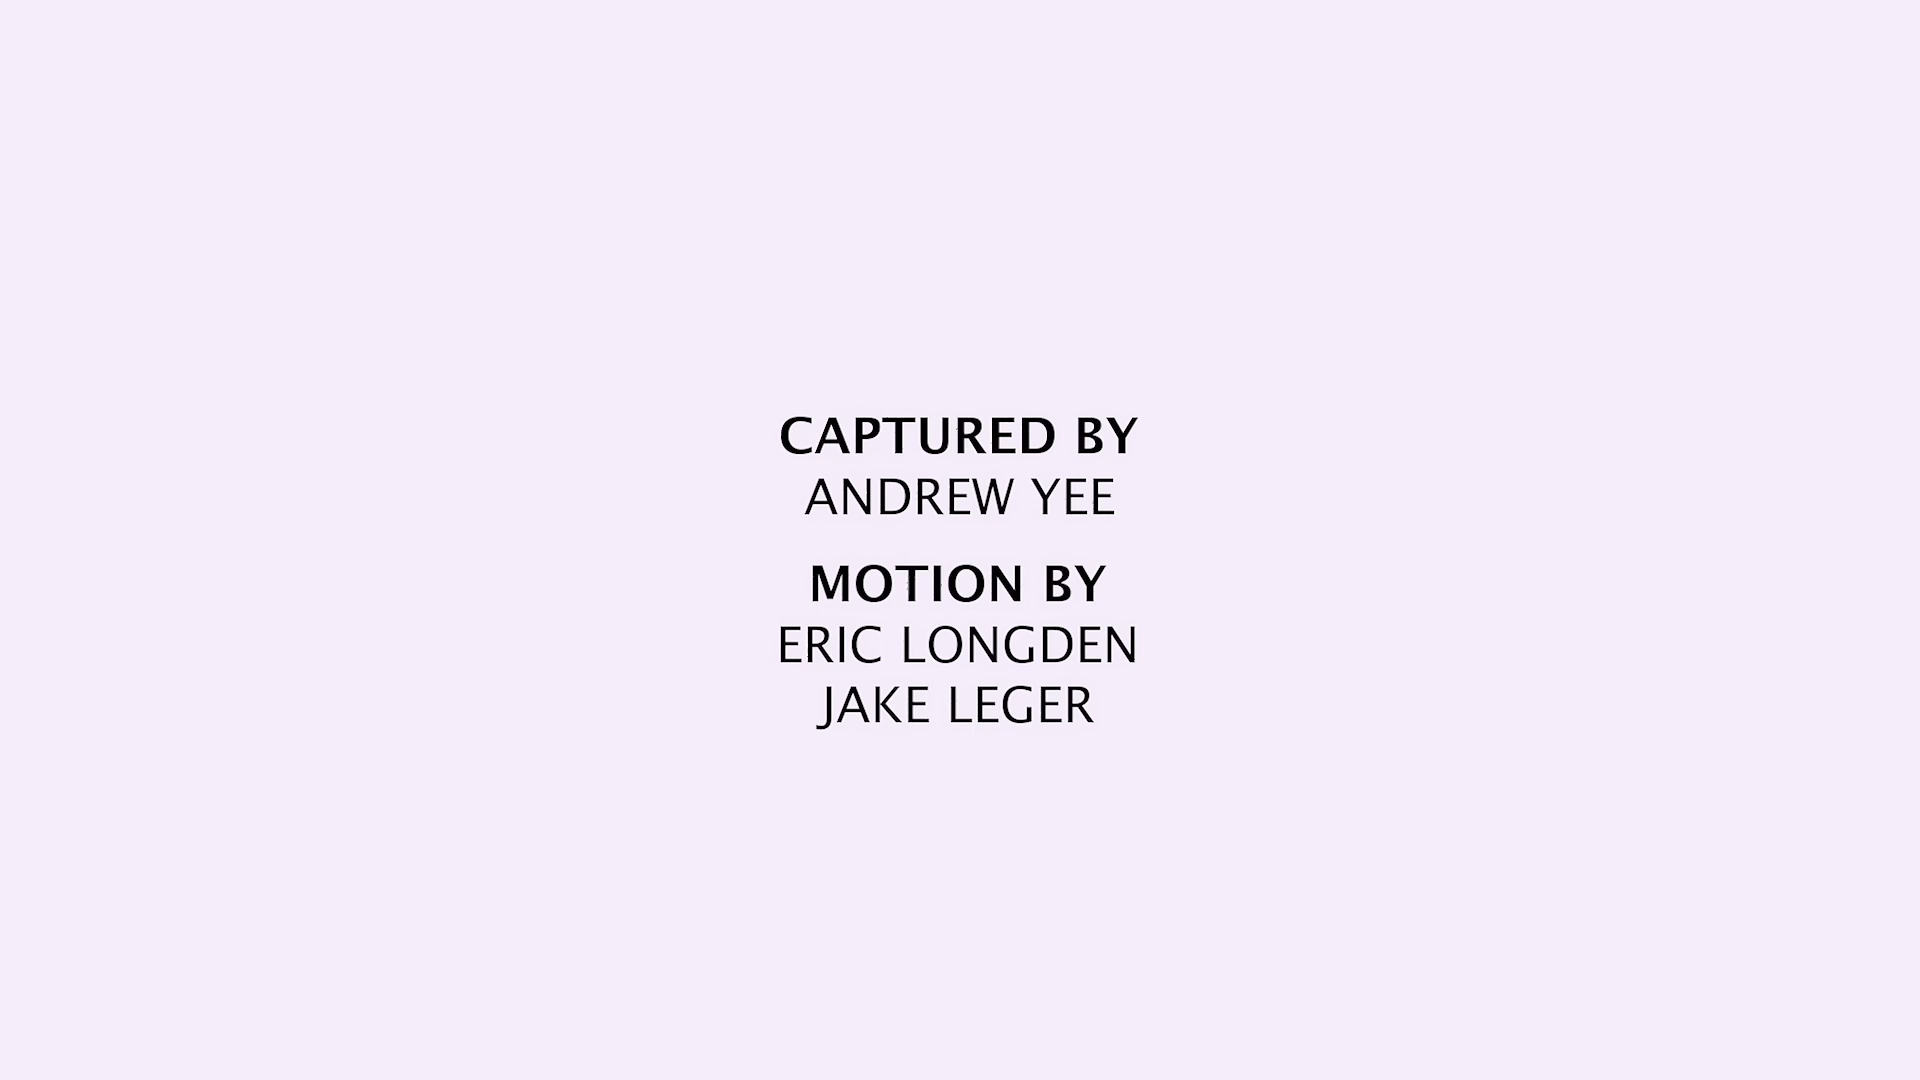 CAPTURED BY
ANDREW YEE
MOTION BY
ERIC LONGDEN
JAKE LEGER